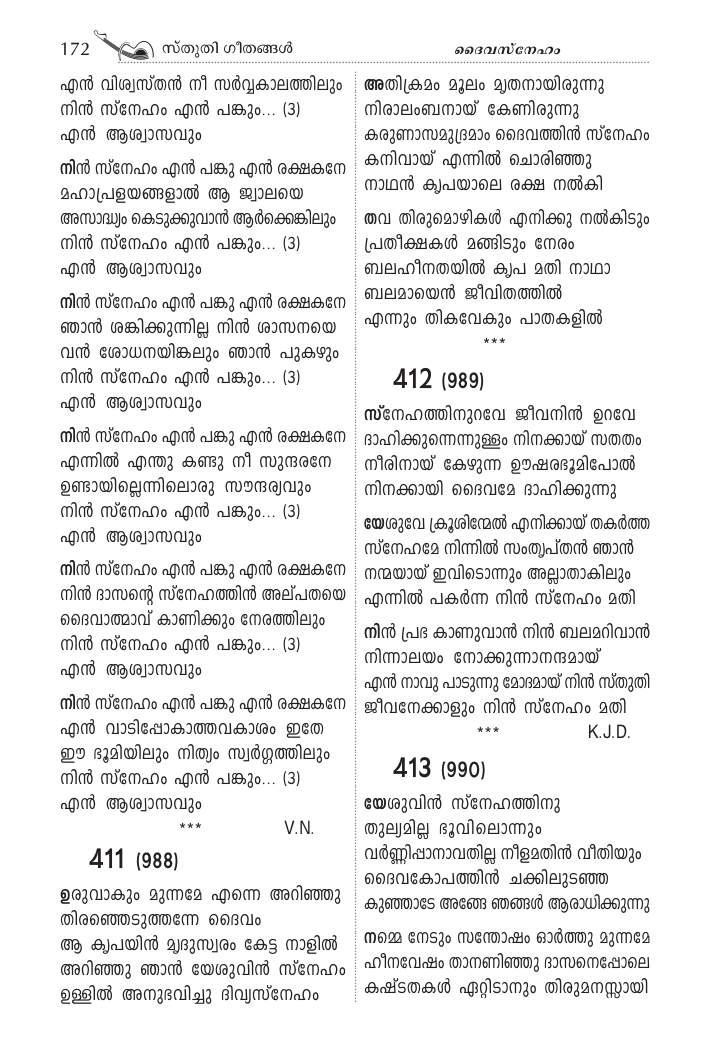 172 സ്തുതി ഗീതങ്ങൾ ദൈവസ്നേഹം
എൻ വിശ്വസ്തൻ നീ സർവ്വകാലത്തിലും
നിൻ സ്നേഹം എൻ പങ്കും... (3)
എൻ ആശ്വാസവും
നിൻ സ്നേഹം എൻ പങ്കു എൻ രക്ഷകനേ
മഹാപ്രളയങ്ങളാൽ ആ ജ്വാലയെ
അസാദ്ധ്യം കെടുക്കുവാൻ ആർക്കെങ്കിലും
നിൻ സ്നേഹം എൻ പങ്കും... (3)
എൻ ആശ്വാസവും
നിൻ സ്നേഹം എൻ പങ്കു എൻ രക്ഷകനേ
ഞാൻ ശങ്കിക്കുന്നില്ല നിൻ ശാസനയെ
വൻ ശോധനയിങ്കലും ഞാൻ പുകഴും
നിൻ സ്നേഹം എൻ പങ്കും... (3)
എൻ ആശ്വാസവും
നിൻ സ്നേഹം എൻ പങ്കു എൻ രക്ഷകനേ
എന്നിൽ എന്തു കണ്ടു നീ സുന്ദരനേ
ഉണ്ടായില്ലെന്നിലൊരു സൗന്ദര്യവും
നിൻ സ്നേഹം എൻ പങ്കും... (3)
എൻ ആശ്വാസവും
നിൻ സ്നേഹം എൻ പങ്കു എൻ രക്ഷകനേ
നിൻ ദാസന്റെ സ്നേഹത്തിൻ അല്പതയെ
ദൈവാത്മാവ് കാണിക്കും നേരത്തിലും
നിൻ സ്നേഹം എൻ പങ്കും... (3)
എൻ ആശ്വാസവും
നിൻ സ്നേഹം എൻ പങ്കു എൻ രക്ഷകനേ
എൻ വാടിപ്പോകാത്തവകാശം ഇതേ
ഈ ഭൂമിയിലും നിത്യം സ്വർഗ്ഗത്തിലും
നിൻ സ്നേഹം എൻ പങ്കും... (3)
എൻ ആശ്വാസവും
*** V.N.
411 (988)
ഉരുവാകും മുന്നമേ എന്നെ അറിഞ്ഞു
തിരഞ്ഞെടുത്തന്നേ ദൈവം
ആ കൃപയിൻ മൃദുസ്വരം കേട്ട നാളിൽ
അറിഞ്ഞു ഞാൻ യേശുവിൻ സ്നേഹം
ഉള്ളിൽ അനുഭവിച്ചു ദിവ്യസ്നേഹം
അതിക്രമം മൂലം മൃതനായിരുന്നു
നിരാലംബനായ് കേണിരുന്നു
കരുണാസമുദ്രമാം ദൈവത്തിൻ സ്നേഹം
കനിവായ് എന്നിൽ ചൊരിഞ്ഞു
നാഥൻ കൃപയാലെ രക്ഷ നൽകി
തവ തിരുമൊഴികൾ എനിക്കു നൽകിടും
പ്രതീക്ഷകൾ മങ്ങിടും നേരം
ബലഹീനതയിൽ കൃപ മതി നാഥാ
ബലമായെൻ ജീവിതത്തിൽ
എന്നും തികവേകും പാതകളിൽ
***
412 (989)
സ്നേഹത്തിനുറവേ ജീവനിൻ ഉറവേ
ദാഹിക്കുന്നെന്നുള്ളം നിനക്കായ് സതതം
നീരിനായ് കേഴുന്ന ഊഷരഭൂമിപോൽ
നിനക്കായി ദൈവമേ ദാഹിക്കുന്നു
യേശുവേ ക്രൂശിന്മേൽ എനിക്കായ് തകർത്ത
സ്നേഹമേ നിന്നിൽ സംതൃപ്തൻ ഞാൻ
നന്മയായ് ഇവിടൊന്നും അല്ലാതാകിലും
എന്നിൽ പകർന്ന നിൻ സ്നേഹം മതി
നിൻ പ്രഭ കാണുവാൻ നിൻ ബലമറിവാൻ
നിന്നാലയം നോക്കുന്നാനന്ദമായ്
എൻ നാവു പാടുന്നു മോദമായ് നിൻ സ്തുതി
ജീവനേക്കാളും നിൻ സ്നേഹം മതി
*** K.J.D.
413 (990)
യേശുവിൻ സ്നേഹത്തിനു
തുല്യമില്ല ഭൂവിലൊന്നും
വർണ്ണിപ്പാനാവതില്ല നീളമതിൻ വീതിയും
ദൈവകോപത്തിൻ ചക്കിലുടഞ്ഞ
കുഞ്ഞാടേ അങ്ങേ ഞങ്ങൾ ആരാധിക്കുന്നു
നമ്മെ നേടും സന്തോഷം ഓർത്തു മുന്നമേ
ഹീനവേഷം താനണിഞ്ഞു ദാസനെപ്പോലെ
കഷ്ടതകൾ ഏറ്റിടാനും തിരുമനസ്സായി